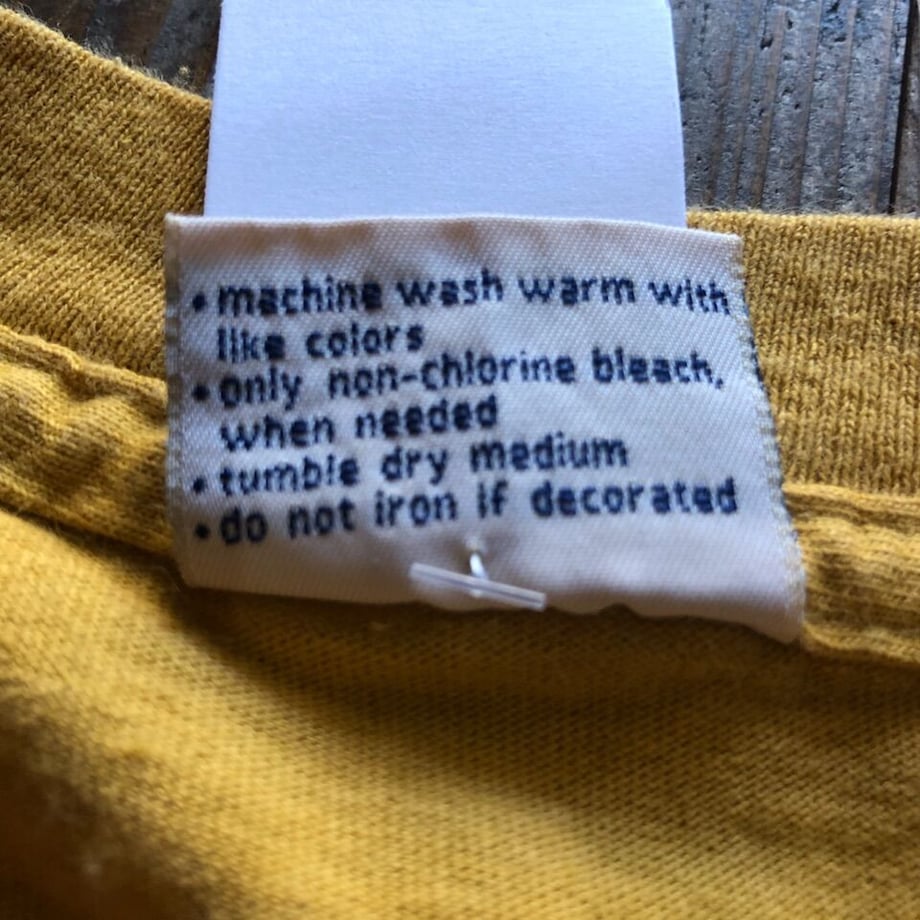 • machine wash warm with
like colors
• only non-chlorine bleach,
when needed
• tumble dry medium
• do not iron if decorated